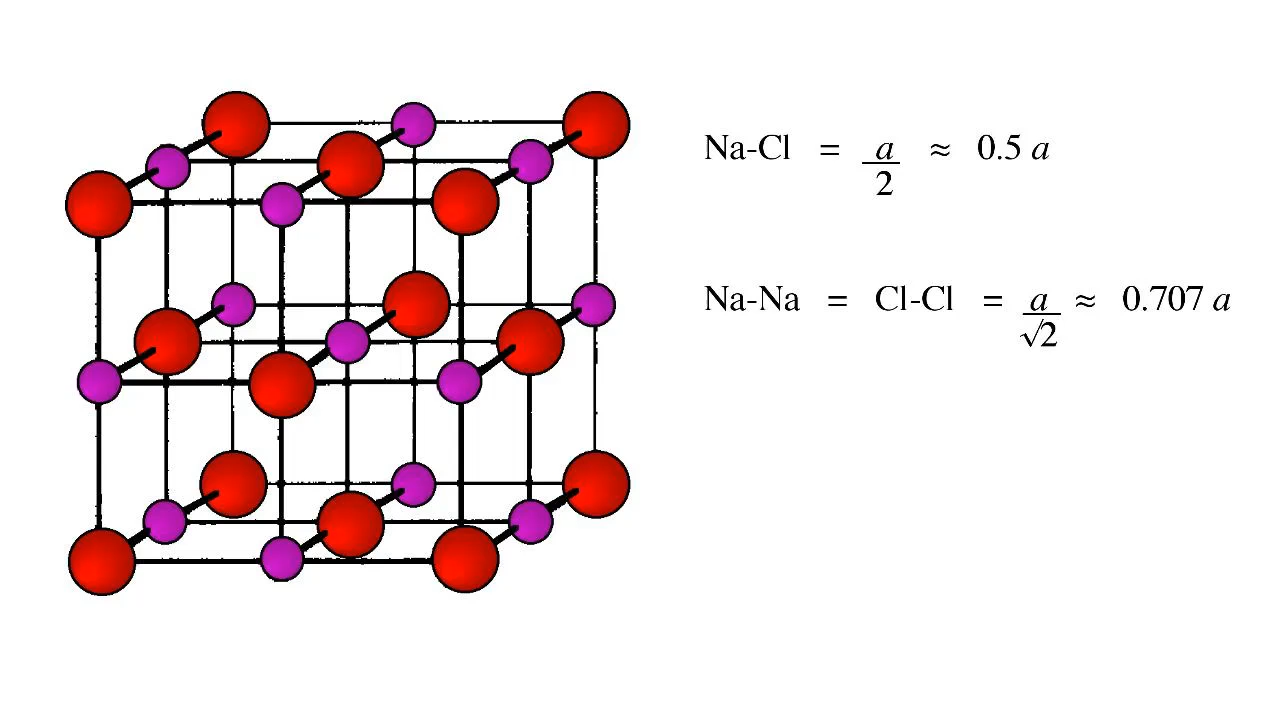 Na-Cl = a/2 ≈ 0.5 a
Na-Na = Cl-Cl = a/√2 ≈ 0.707 a